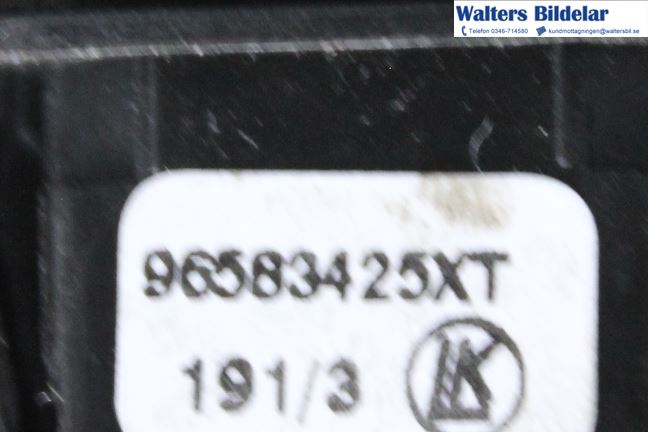 Walters Bildelar
Telefon 0346-714580 kundmottagningen@waltersbil.se
96583425XT
191/3